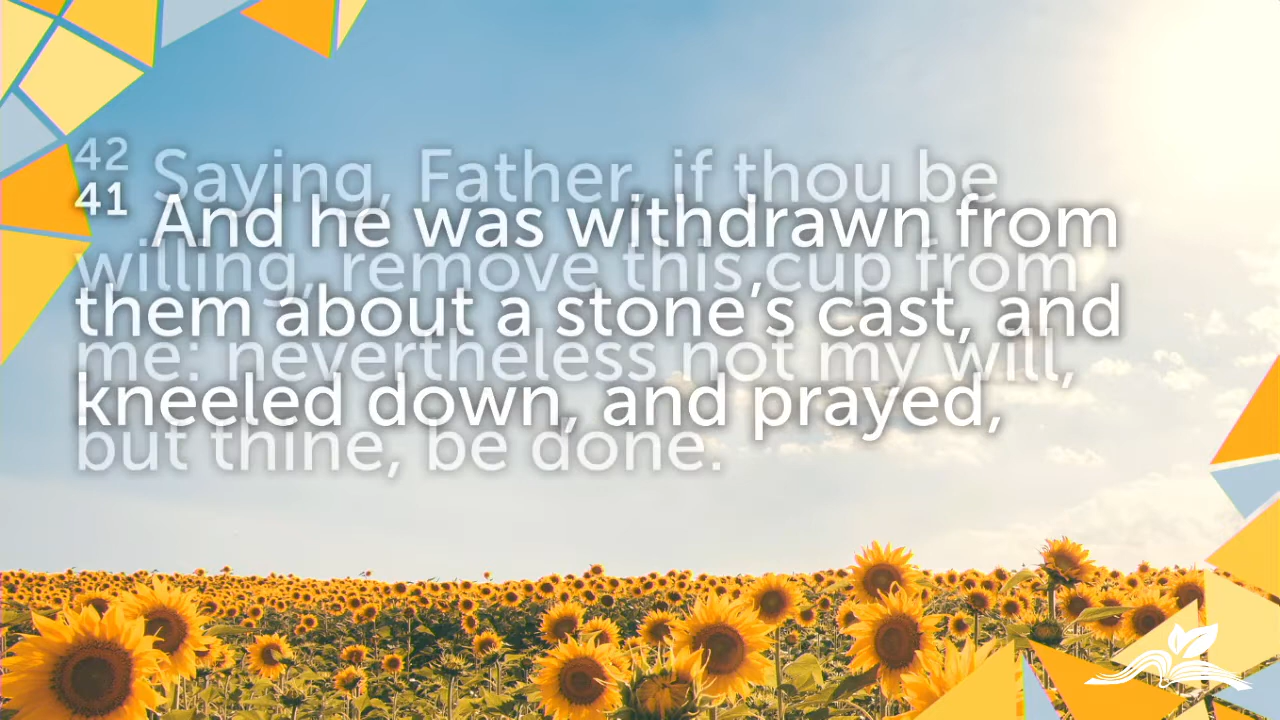 41 And he was withdrawn from
them about a stone’s cast, and
kneeled down, and prayed,
42 Saying, Father, if thou be
willing, remove this cup from
me: nevertheless not my will,
but thine, be done.